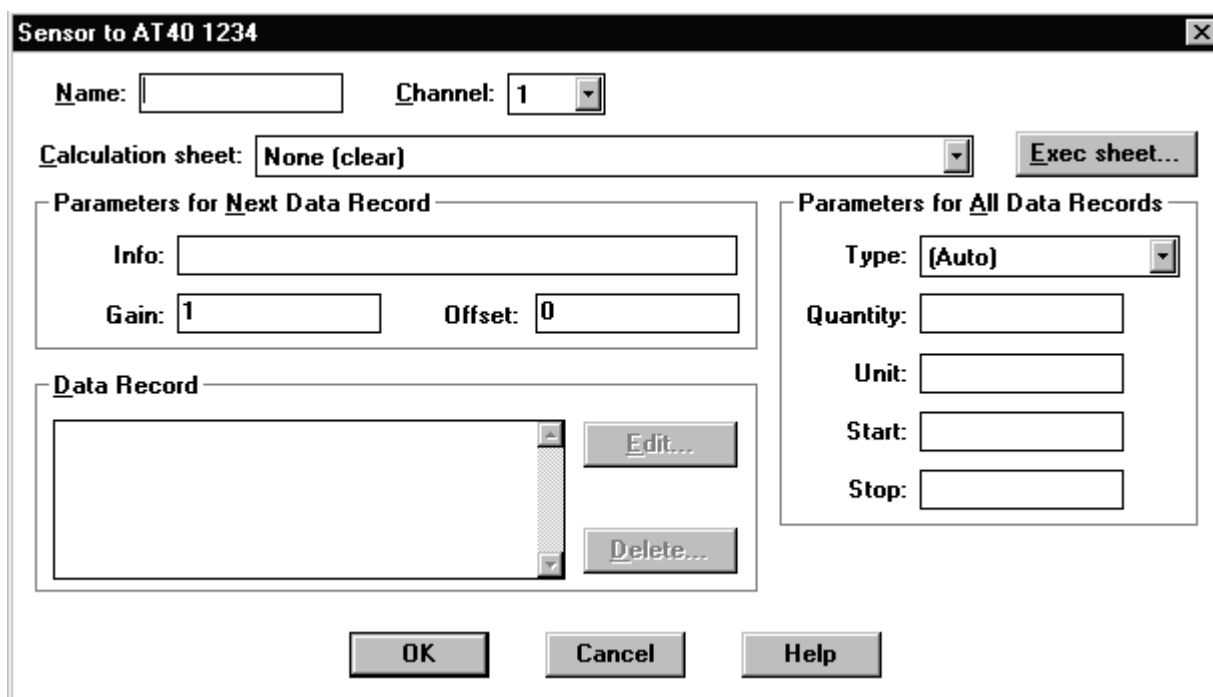 Sensor to AT40 1234
Name: Channel: 1
Calculation sheet: None (clear) Exec sheet...
Parameters for Next Data Record
Info:
Gain: 1 Offset: 0
Parameters for All Data Records
Type: (Auto)
Quantity:
Unit:
Start:
Stop:
Data Record
Edit...
Delete...
OK Cancel Help